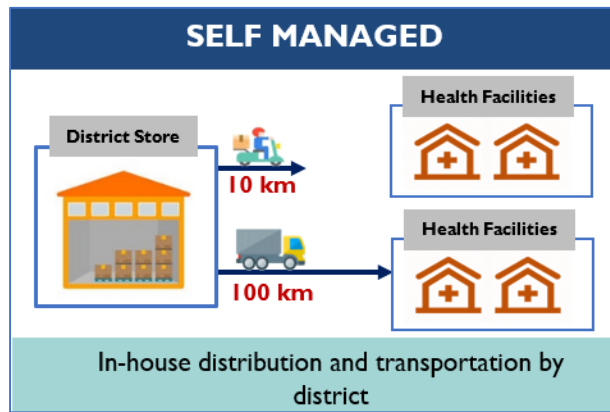 SELF MANAGED
Health Facilities
District Store
10 km
Health Facilities
100 km
In-house distribution and transportation by
district